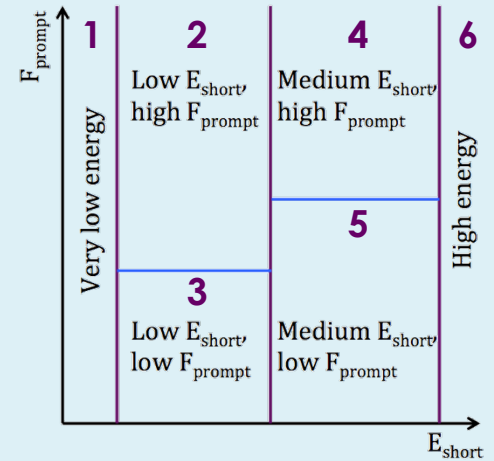 F_prompt
1
2
4
6
Low E_short,
high F_prompt
Medium E_short,
high F_prompt
Very low energy
High energy
5
3
Low E_short,
low F_prompt
Medium E_short,
low F_prompt
E_short